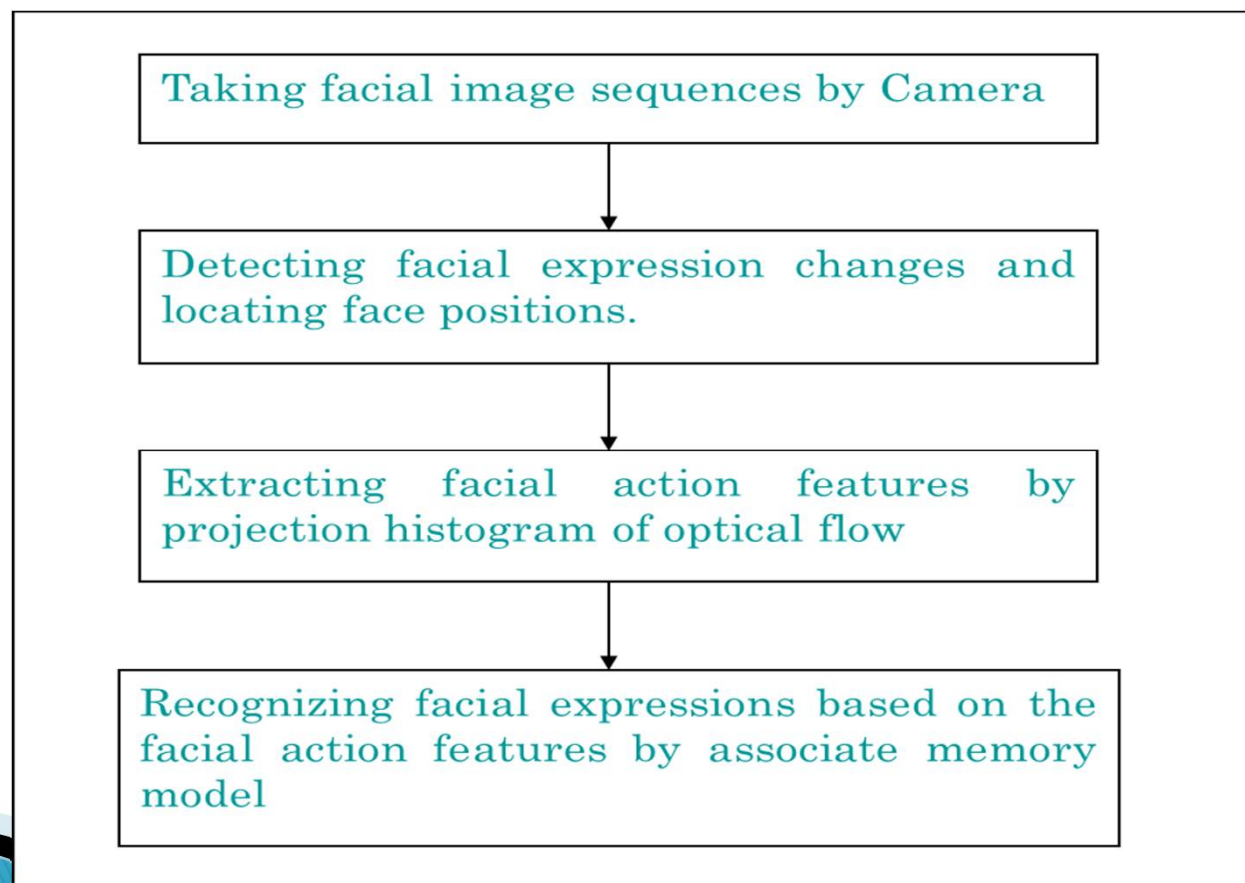 Taking facial image sequences by Camera
Detecting facial expression changes and
locating face positions.
Extracting facial action features by
projection histogram of optical flow
Recognizing facial expressions based on the
facial action features by associate memory
model